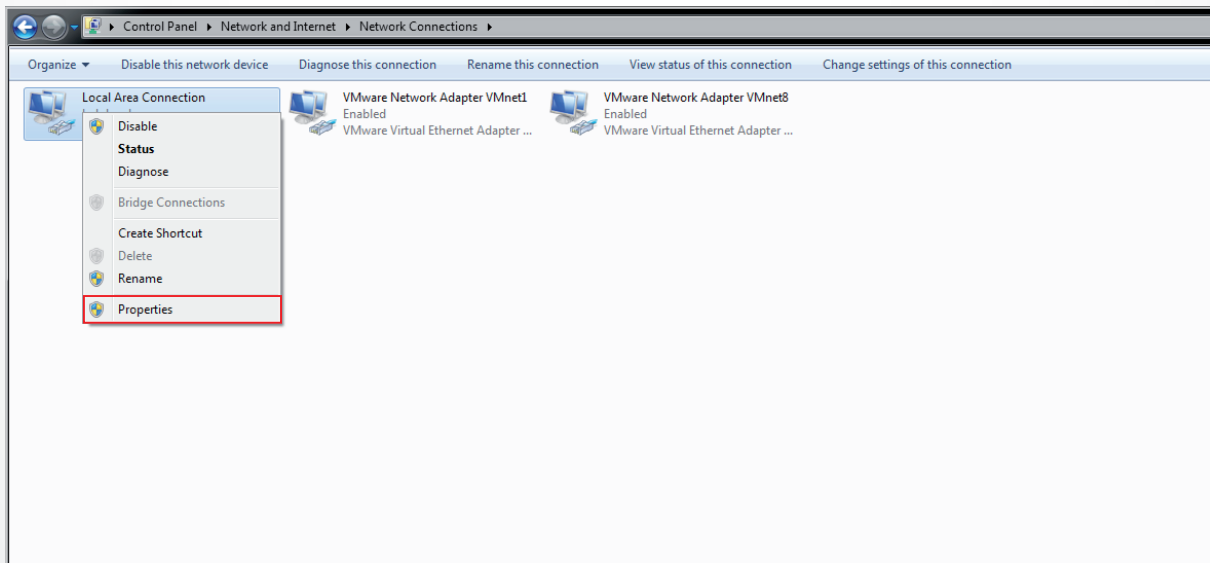 Control Panel Network and Internet Network Connections
Organize Disable this network device Diagnose this connection Rename this connection View status of this connection Change settings of this connection
Local Area Connection
VMware Network Adapter VMnet1
Enabled
VMware Virtual Ethernet Adapter ...
VMware Network Adapter VMnet8
Enabled
VMware Virtual Ethernet Adapter ...
Disable
Status
Diagnose
Bridge Connections
Create Shortcut
Delete
Rename
Properties